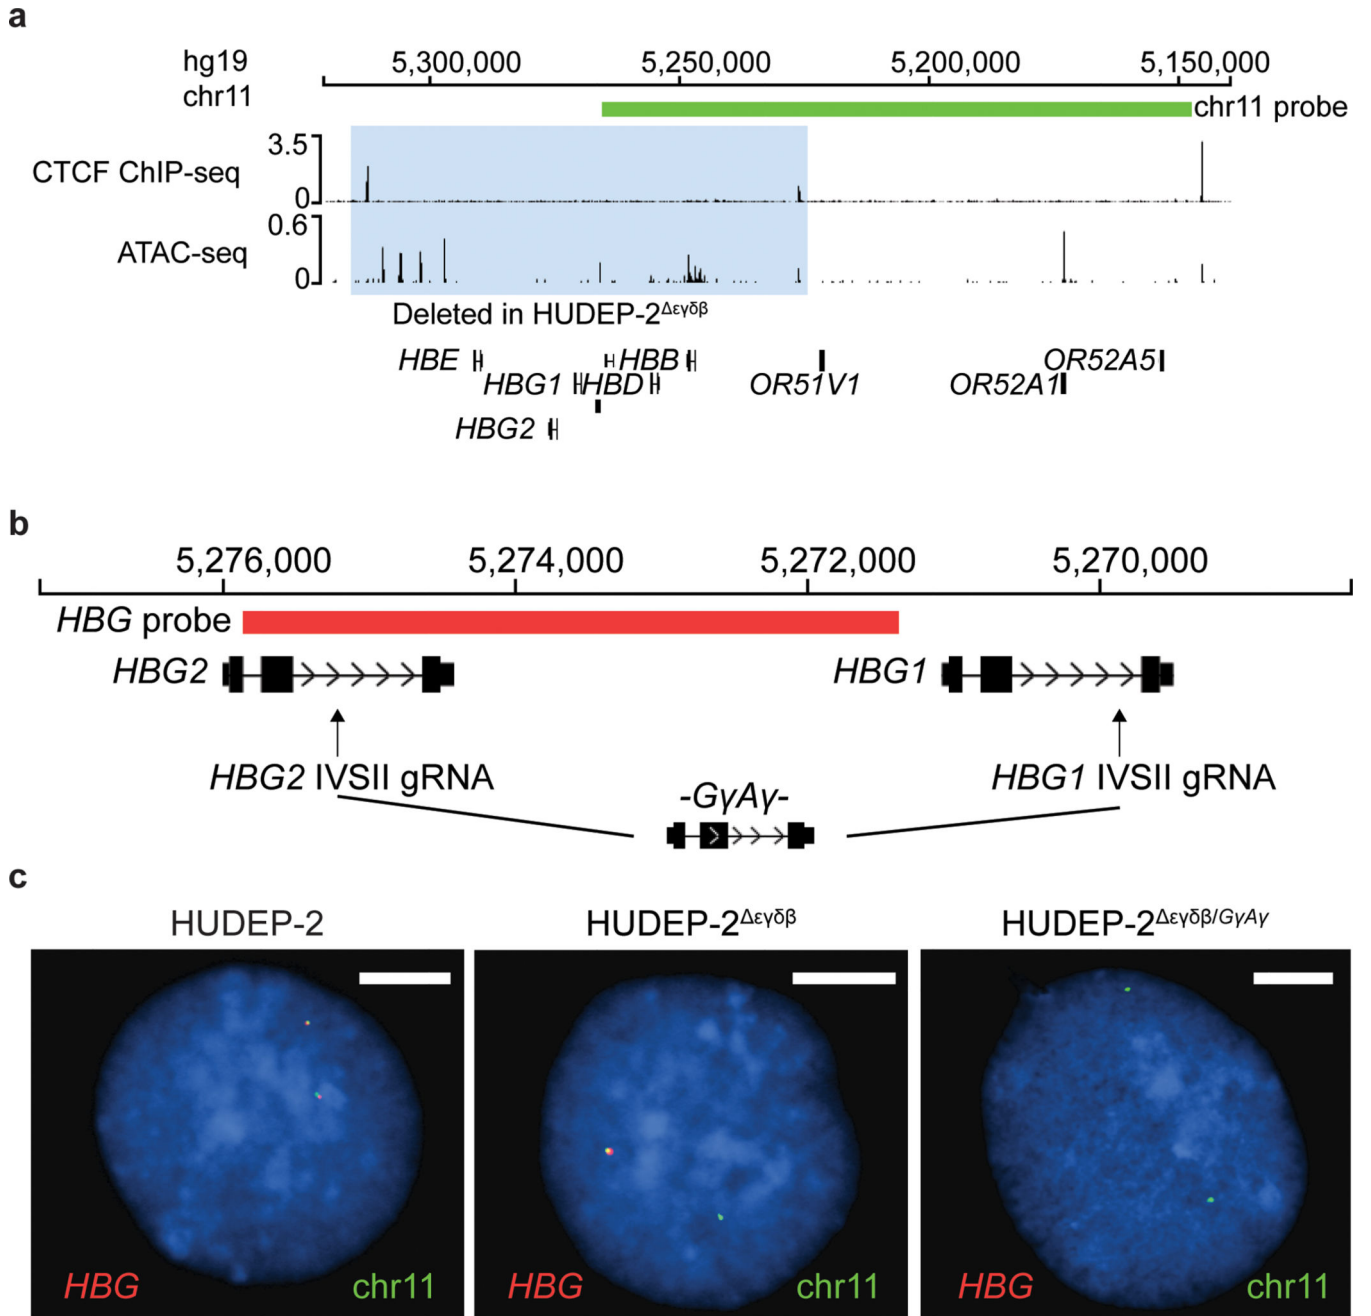 a
hg19
5,300,000 5,250,000 5,200,000 5,150,000
chr11
chr11 probe
CTCF ChIP-seq
3.5
0
ATAC-seq
0.6
0
Deleted in HUDEP-2Δεγδβ
HBE HBB OR52A5
HBG1 HBD OR51V1 OR52A1
HBG2
b
5,276,000 5,274,000 5,272,000 5,270,000
HBG probe
HBG2 HBG1
HBG2 IVSII gRNA HBG1 IVSII gRNA
-GγAγ-
c
HUDEP-2 HUDEP-2Δεγδβ HUDEP-2Δεγδβ/GγAγ
HBG chr11 HBG chr11 HBG chr11